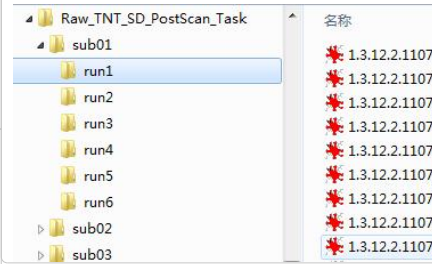 Raw_TNT_SD_PostScan_Task
sub01
run1
run2
run3
run4
run5
run6
sub02
sub03
名称
1.3.12.2.1107
1.3.12.2.1107
1.3.12.2.1107
1.3.12.2.1107
1.3.12.2.1107
1.3.12.2.1107
1.3.12.2.1107
1.3.12.2.1107
1.3.12.2.1107